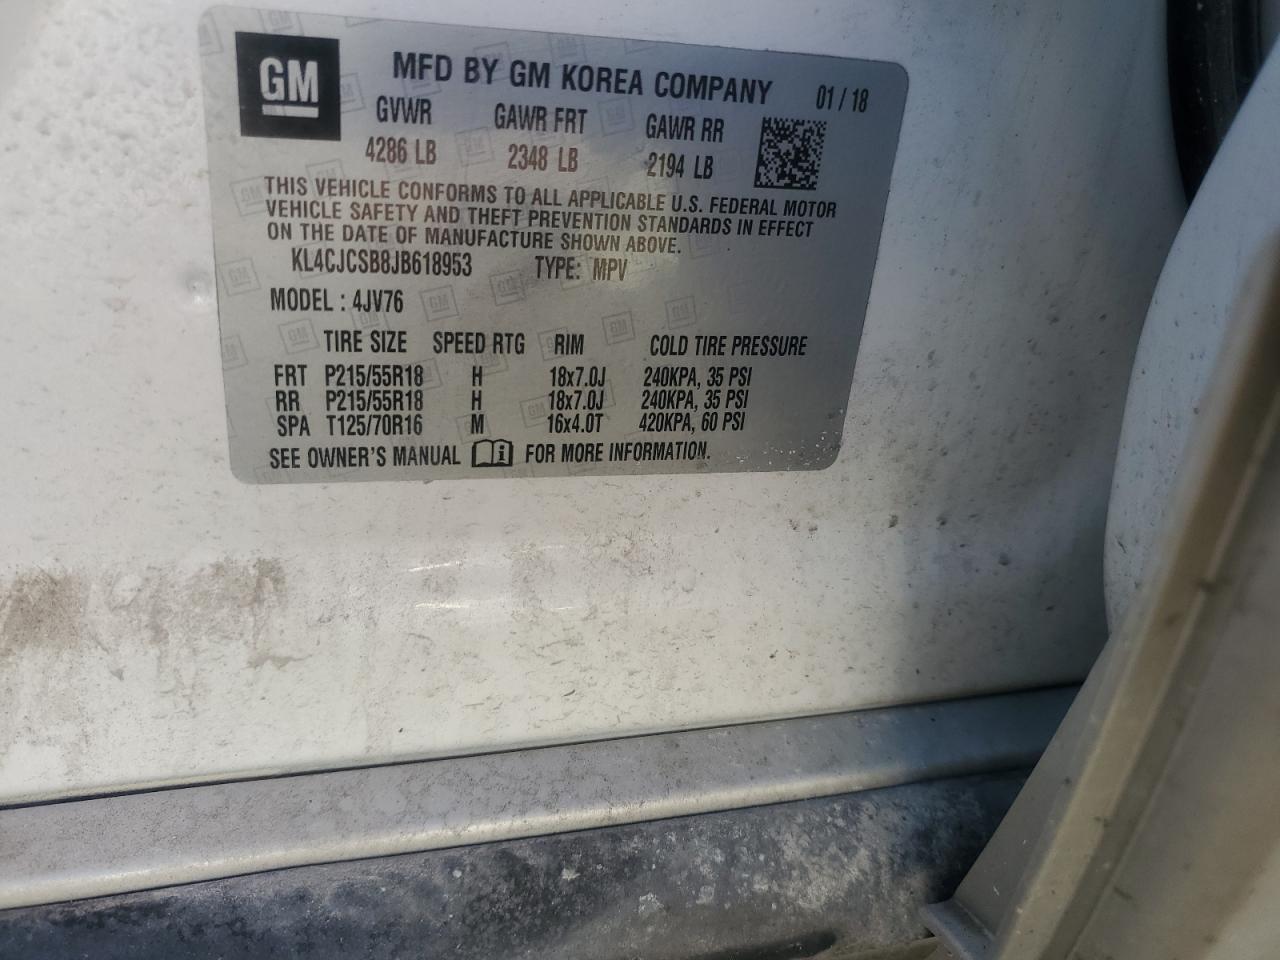 GM
MFD BY GM KOREA COMPANY 01 / 18
GVWR GAWR FRT GAWR RR
4286 LB 2348 LB 2194 LB
THIS VEHICLE CONFORMS TO ALL APPLICABLE U.S. FEDERAL MOTOR
VEHICLE SAFETY AND THEFT PREVENTION STANDARDS IN EFFECT
ON THE DATE OF MANUFACTURE SHOWN ABOVE.
KL4CJCSB8JB618953 TYPE: MPV
MODEL : 4JV76
TIRE SIZE SPEED RTG RIM COLD TIRE PRESSURE
FRT P215/55R18 H 18x7.0J 240KPA, 35 PSI
RR P215/55R18 H 18x7.0J 240KPA, 35 PSI
SPA T125/70R16 M 16x4.0T 420KPA, 60 PSI
SEE OWNER'S MANUAL i FOR MORE INFORMATION.